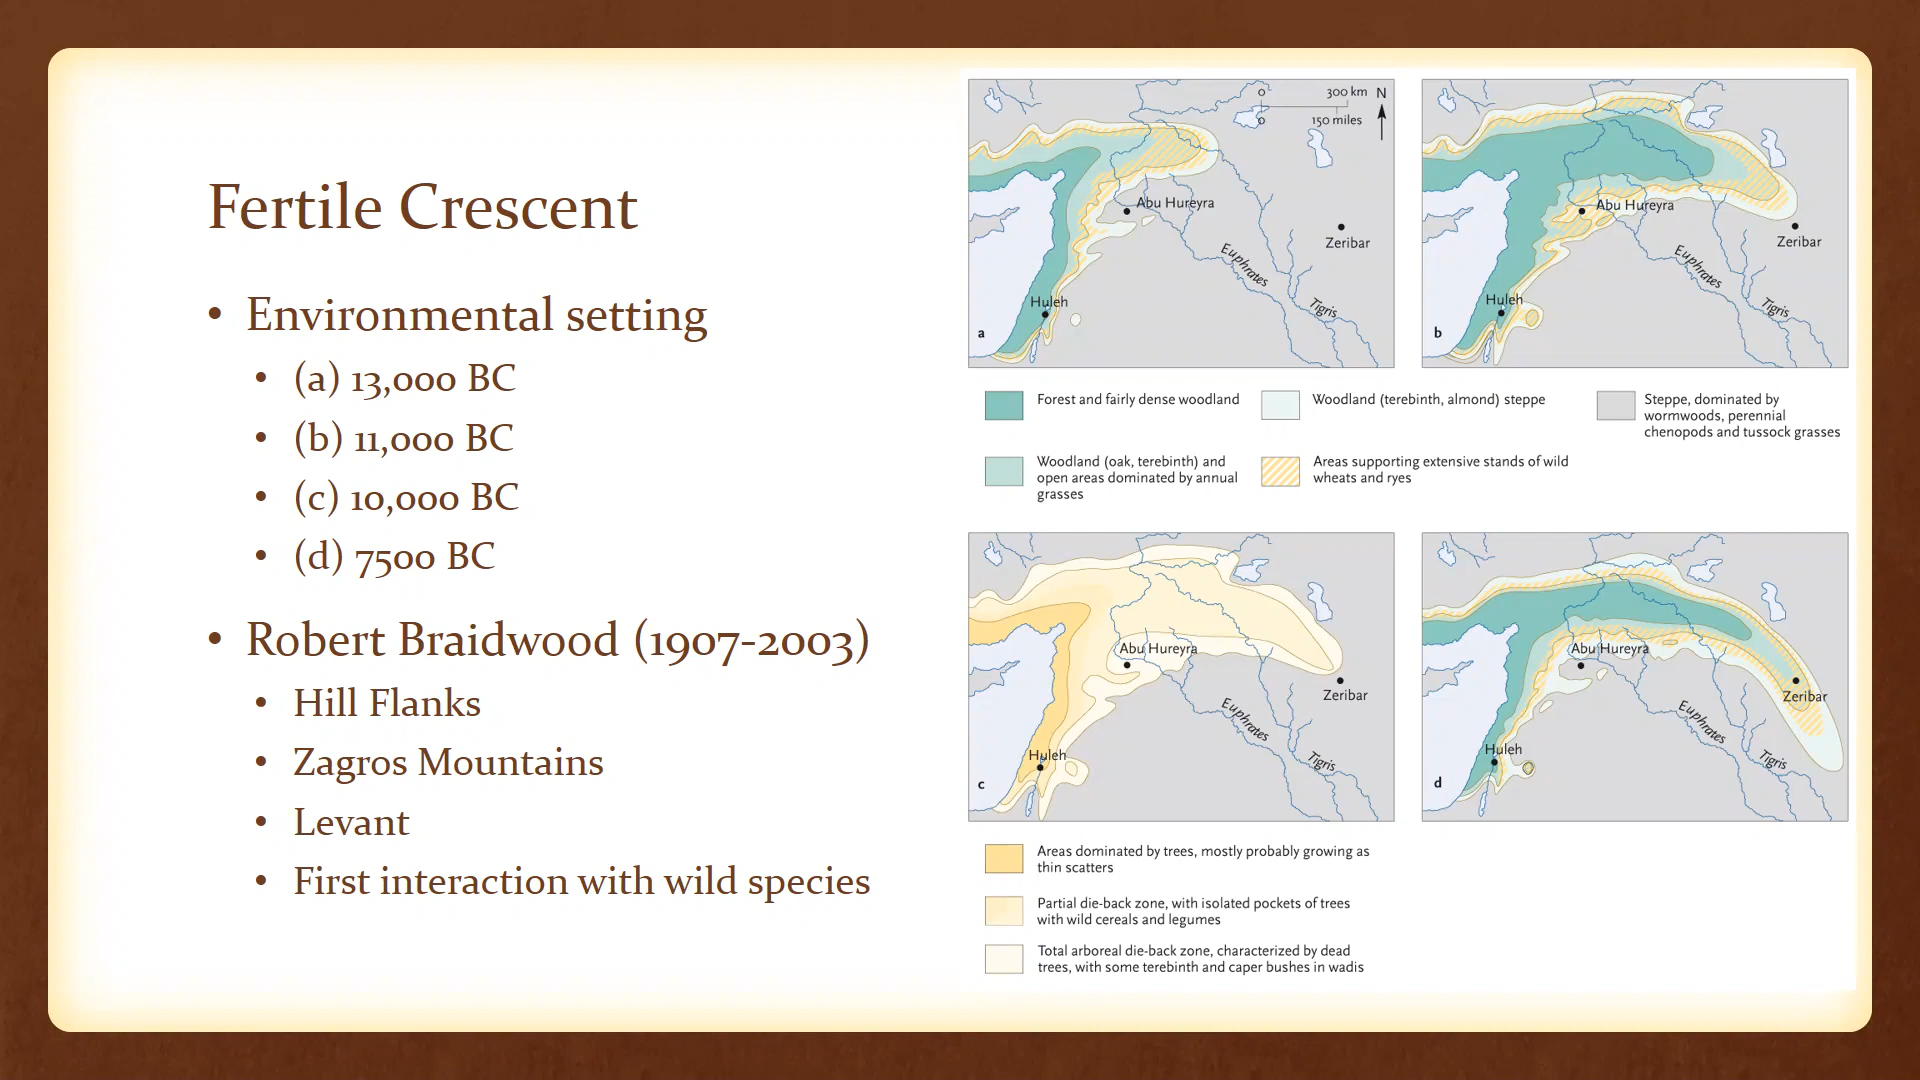 Fertile Crescent
• Environmental setting
• (a) 13,000 BC
• (b) 11,000 BC
• (c) 10,000 BC
• (d) 7500 BC
• Robert Braidwood (1907-2003)
• Hill Flanks
• Zagros Mountains
• Levant
• First interaction with wild species
0 300 km N
0 150 miles
Abu Hureyra
Zeribar
Euphrates
Tigris
Huleh
a
Abu Hureyra
Zeribar
Euphrates
Tigris
Huleh
b
Forest and fairly dense woodland
Woodland (oak, terebinth) and
open areas dominated by annual
grasses
Woodland (terebinth, almond) steppe
Areas supporting extensive stands of wild
wheats and ryes
Steppe, dominated by
wormwoods, perennial
chenopods and tussock grasses
Abu Hureyra
Zeribar
Euphrates
Tigris
Huleh
c
Abu Hureyra
Zeribar
Euphrates
Tigris
Huleh
d
Areas dominated by trees, mostly probably growing as
thin scatters
Partial die-back zone, with isolated pockets of trees
with wild cereals and legumes
Total arboreal die-back zone, characterized by dead
trees, with some terebinth and caper bushes in wadis